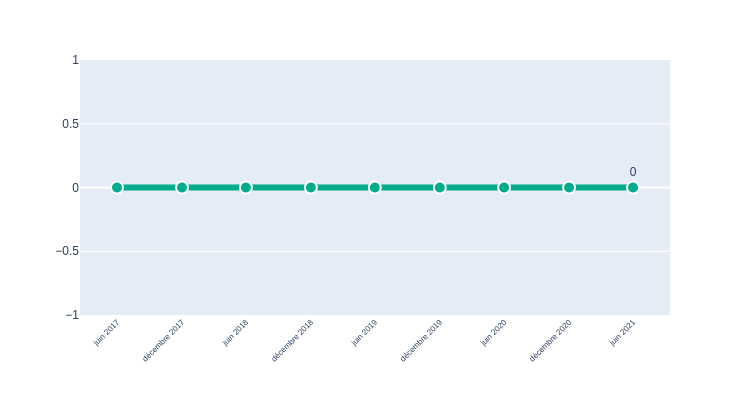 1
0.5
0
−0.5
−1
0
juin 2017
décembre 2017
juin 2018
décembre 2018
juin 2019
décembre 2019
juin 2020
décembre 2020
juin 2021